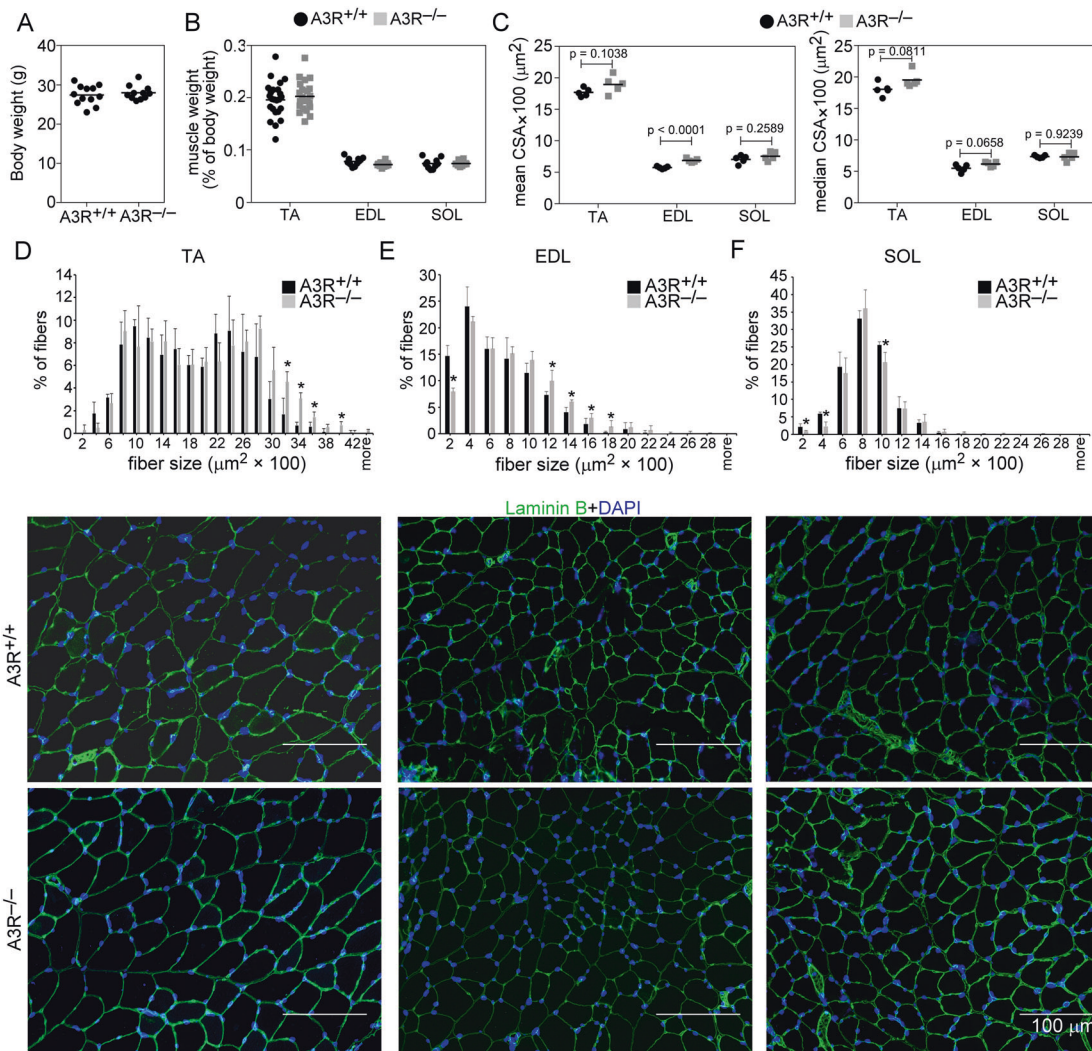 A
Body weight (g)
40
30
20
10
0
A3R+/+ A3R−/−
B
A3R+/+ A3R−/−
muscle weight
(% of body weight)
0.3
0.2
0.1
0
TA EDL SOL
C
mean CSA× 100 (μm2)
25
20
15
10
5
0
p = 0.1038
p < 0.0001
p = 0.2589
TA EDL SOL
median CSA× 100 (μm2)
25
20
15
10
5
0
p = 0.0811
p = 0.0658
p = 0.9239
TA EDL SOL
D TA
% of fibers
14
12
10
8
6
4
2
0
A3R+/+
A3R−/−
* * * *
2 6 10 14 18 22 26 30 34 38 42 more
fiber size (μm2 × 100)
E EDL
% of fibers
30
25
20
15
10
5
0
A3R+/+
A3R−/−
* * * * *
2 4 6 8 10 12 14 16 18 20 22 24 26 28 more
fiber size (μm2 × 100)
F SOL
% of fibers
45
40
35
30
25
20
15
10
5
0
A3R+/+
A3R−/−
* * *
2 4 6 8 10 12 14 16 18 20 22 24 26 28 more
fiber size (μm2 × 100)
Laminin B+DAPI
A3R+/+
A3R−/−
100 μm